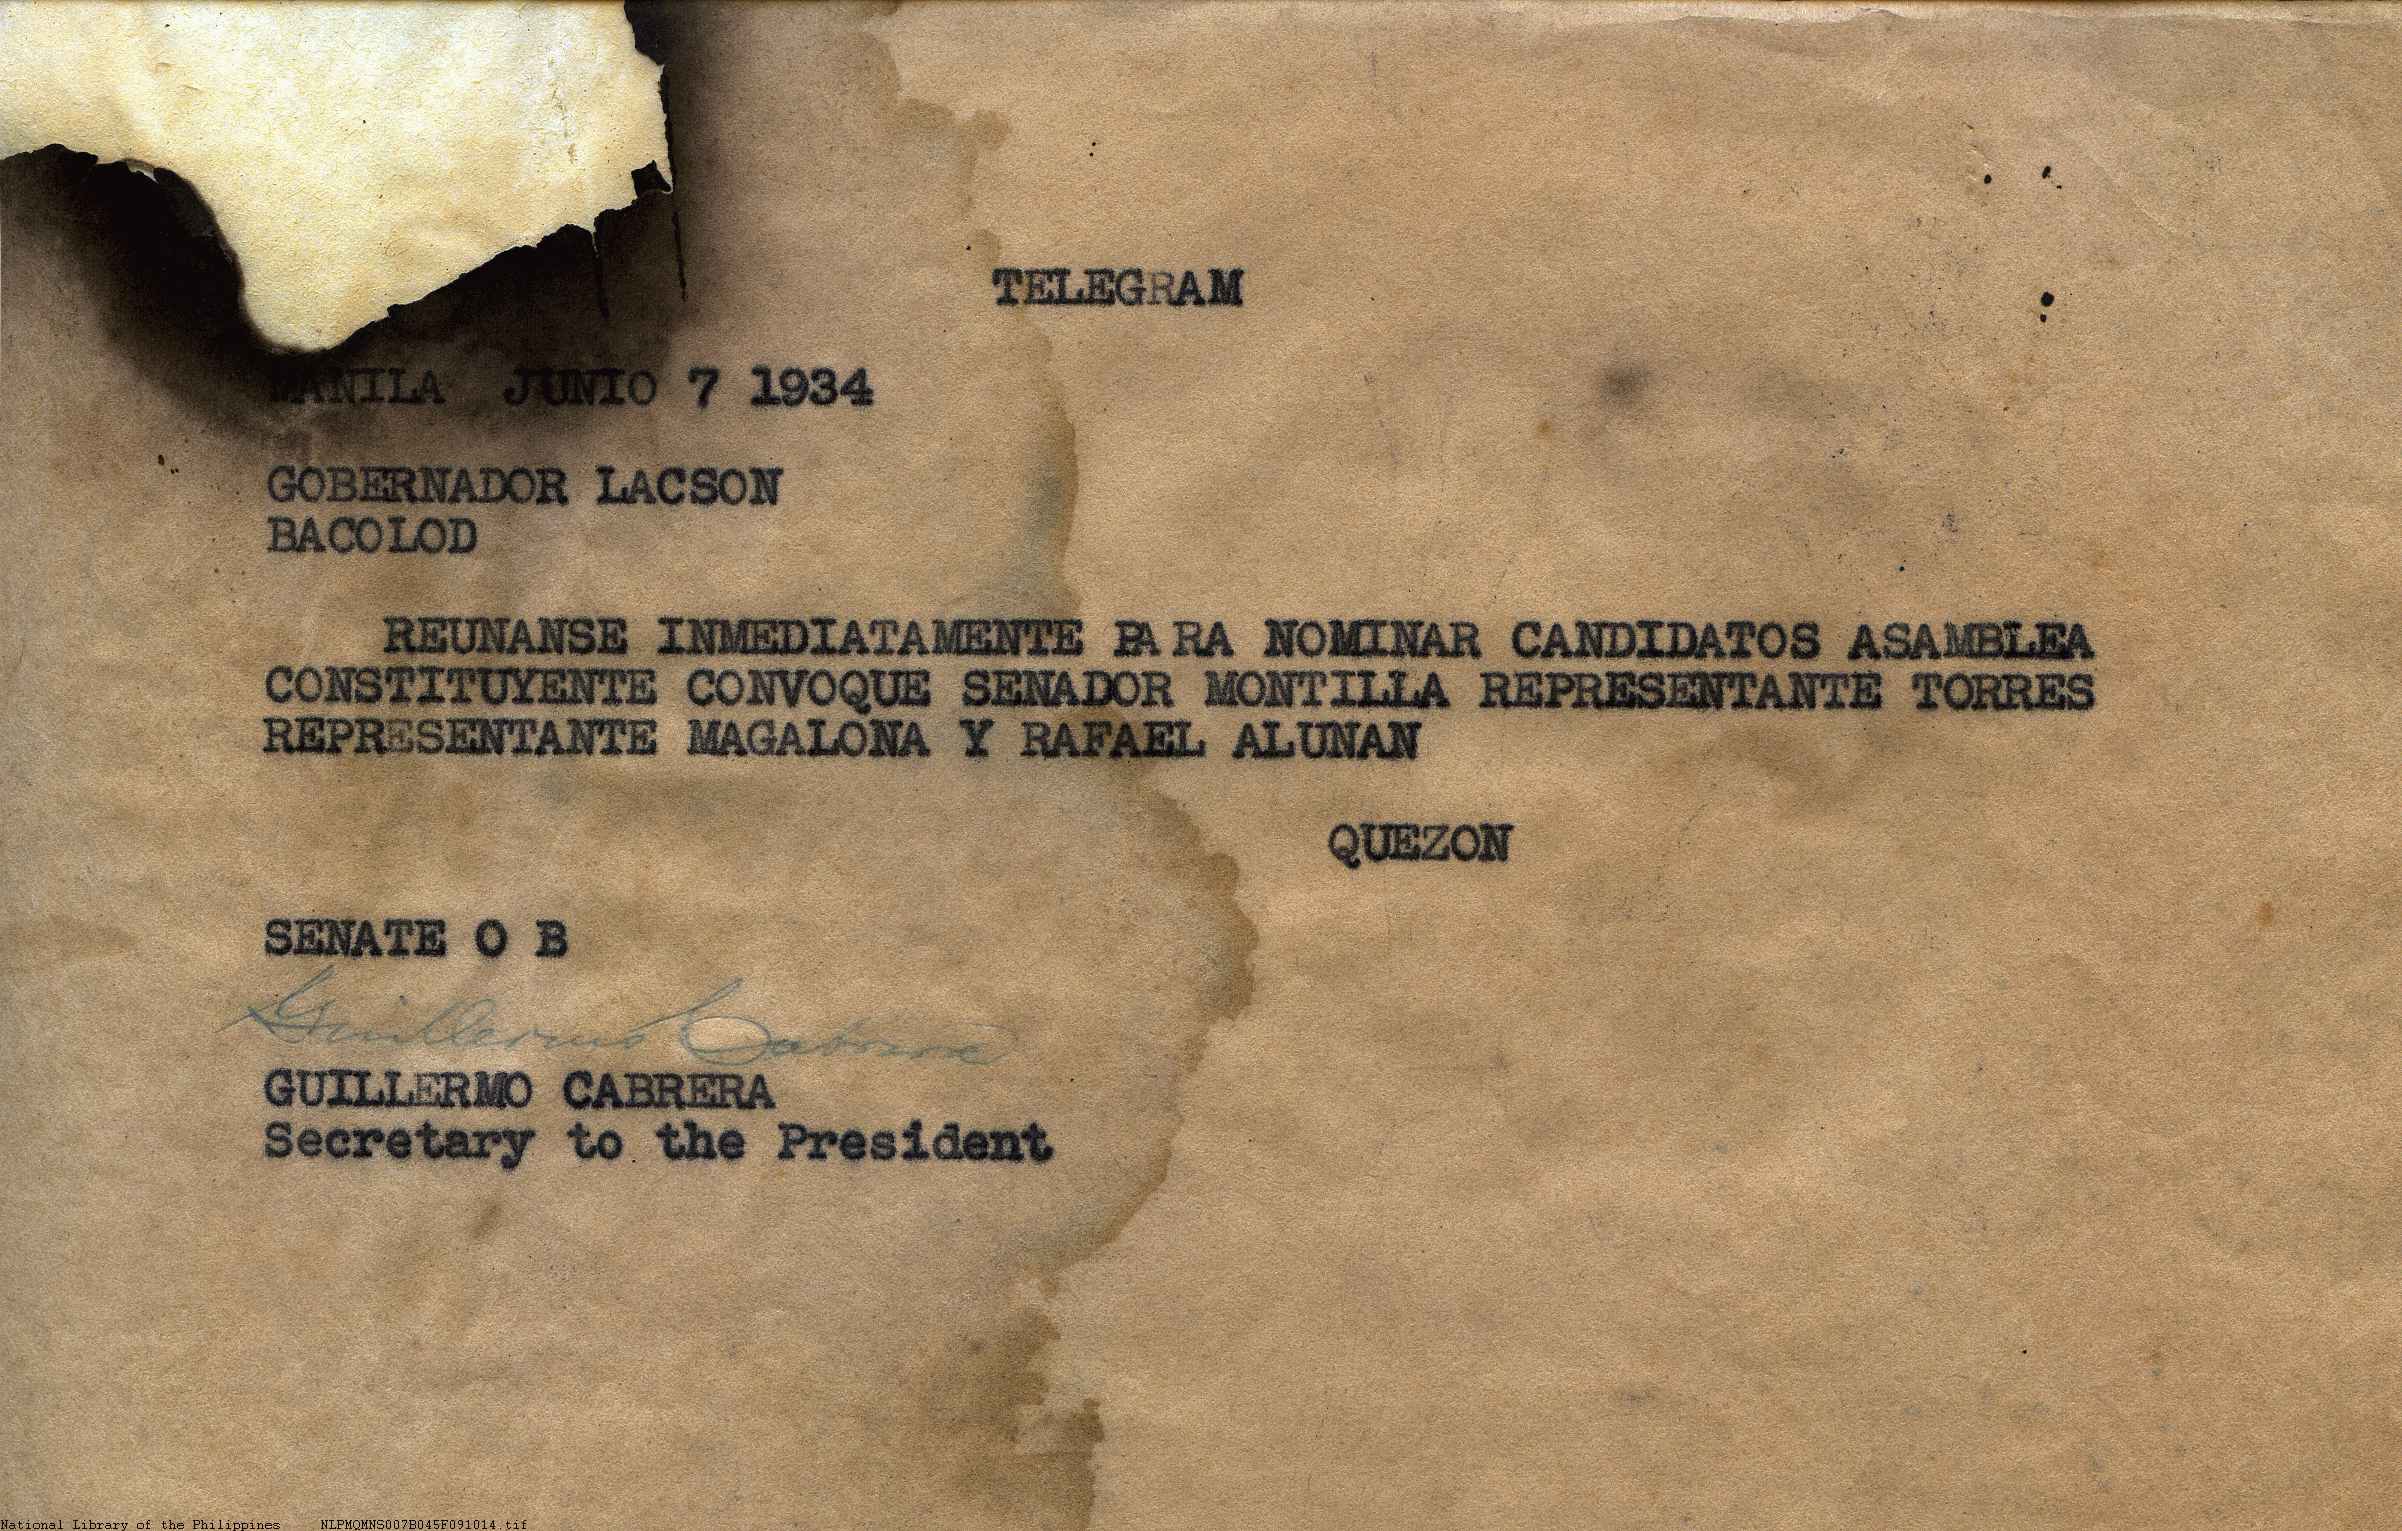 TELEGRAM
MANILA JUNIO 7 1934
GOBERNADOR LACSON
BACOLOD
REUNANSE INMEDIATAMENTE PARA NOMINAR CANDIDATOS ASAMBLEA
CONSTITUYENTE CONVOQUE SENADOR MONTILLA REPRESENTANTE TORRES
REPRESENTANTE MAGALONA Y RAFAEL ALUNAN
QUEZON
SENATE O B
Guillermo Cabrera
GUILLERMO CABRERA
Secretary to the President
National Library of the Philippines NLPMQMNS007B045F091014.tif